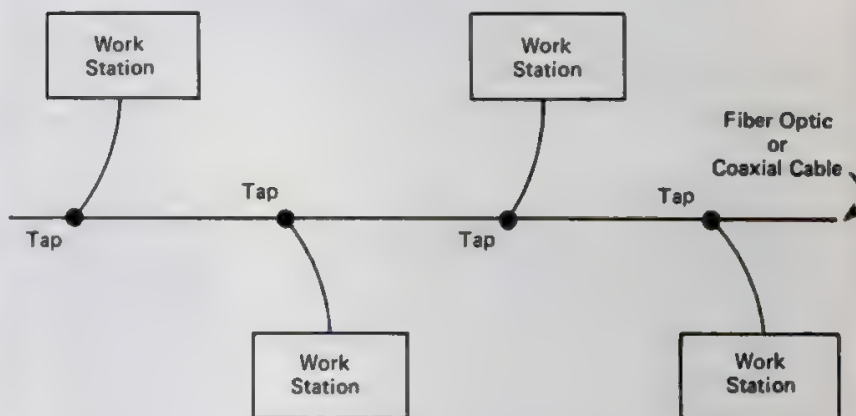 Work
Station
Work
Station
Fiber Optic
or
Coaxial Cable
Tap
Tap
Tap
Tap
Work
Station
Work
Station